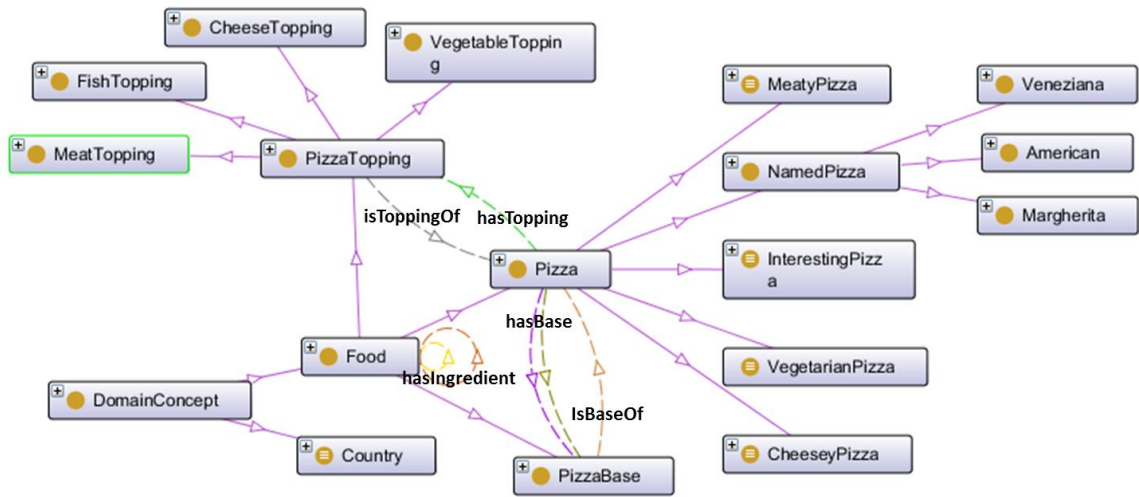 CheeseTopping
VegetableToppin
g
FishTopping
MeatTopping
PizzaTopping
isToppingOf
hasTopping
MeatyPizza
NamedPizza
Veneziana
American
Margherita
Pizza
InterestingPizz
a
hasBase
Food
hasIngredient
VegetarianPizza
DomainConcept
IsBaseOf
Country
PizzaBase
CheeseyPizza